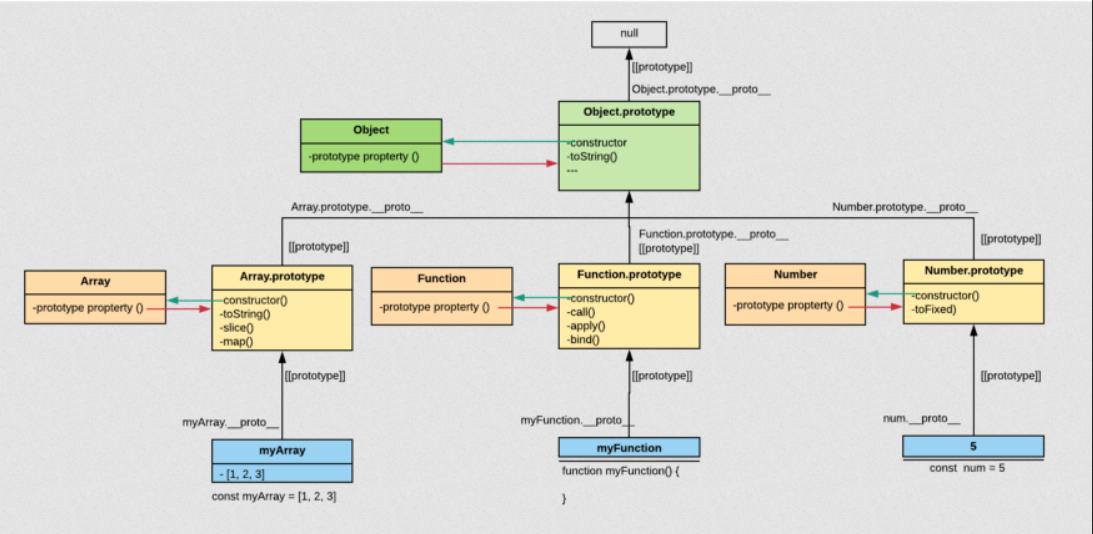 null
[[prototype]]
Object.prototype.__proto__
Object.prototype
-constructor
-toString()
---
Object
-prototype propterty ()
Array.prototype.__proto__
Number.prototype.__proto__
Function.prototype.__proto__
[[prototype]]
[[prototype]]
[[prototype]]
Array
-prototype propterty ()
Array.prototype
constructor()
-toString()
-slice()
-map()
Function
-prototype propterty ()
Function.prototype
-constructor()
-call()
-apply()
-bind()
Number
-prototype propterty ()
Number.prototype
-constructor()
-toFixed)
[[prototype]]
[[prototype]]
[[prototype]]
myArray.__proto__
myFunction.__proto__
num.__proto__
myArray
- [1, 2, 3]
const myArray = [1, 2, 3]
myFunction
function myFunction() {
}
5
const num = 5